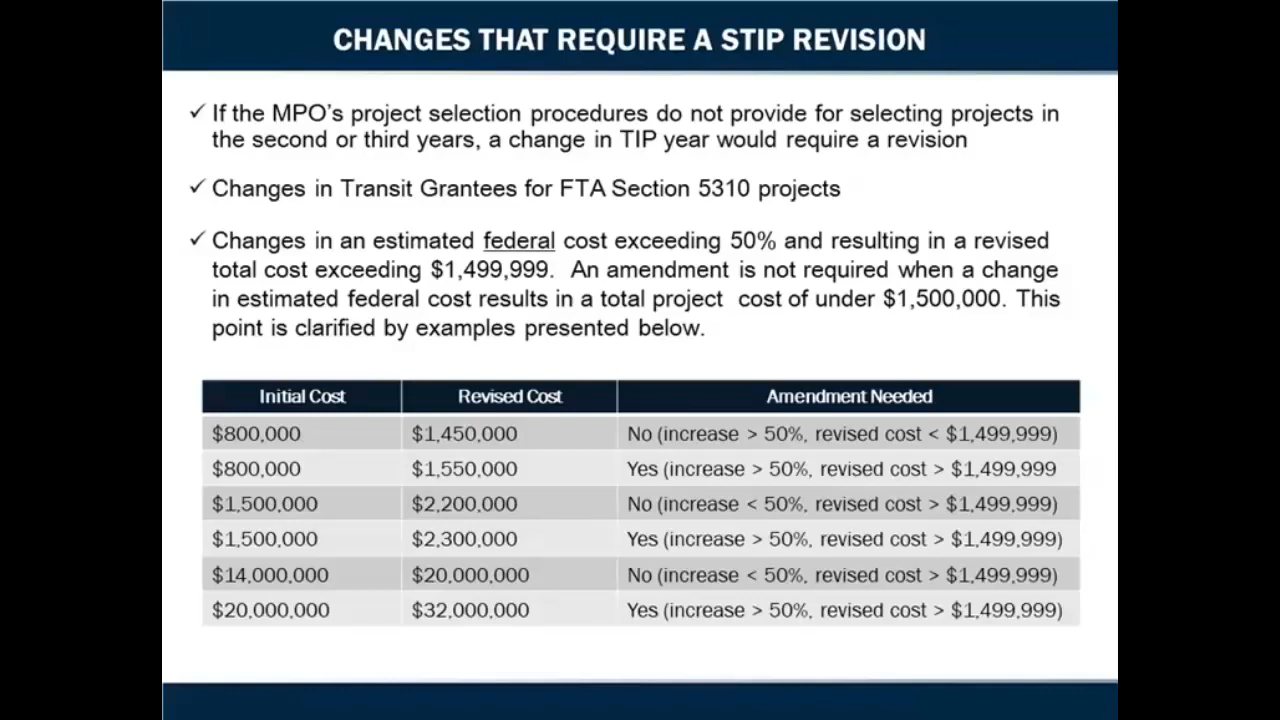 CHANGES THAT REQUIRE A STIP REVISION
✓ If the MPO's project selection procedures do not provide for selecting projects in
the second or third years, a change in TIP year would require a revision
✓ Changes in Transit Grantees for FTA Section 5310 projects
✓ Changes in an estimated federal cost exceeding 50% and resulting in a revised
total cost exceeding $1,499,999. An amendment is not required when a change
in estimated federal cost results in a total project cost of under $1,500,000. This
point is clarified by examples presented below.
Initial Cost Revised Cost Amendment Needed
$800,000 $1,450,000 No (increase > 50%, revised cost < $1,499,999)
$800,000 $1,550,000 Yes (increase > 50%, revised cost > $1,499,999
$1,500,000 $2,200,000 No (increase < 50%, revised cost > $1,499,999)
$1,500,000 $2,300,000 Yes (increase > 50%, revised cost > $1,499,999)
$14,000,000 $20,000,000 No (increase < 50%, revised cost > $1,499,999)
$20,000,000 $32,000,000 Yes (increase > 50%, revised cost > $1,499,999)